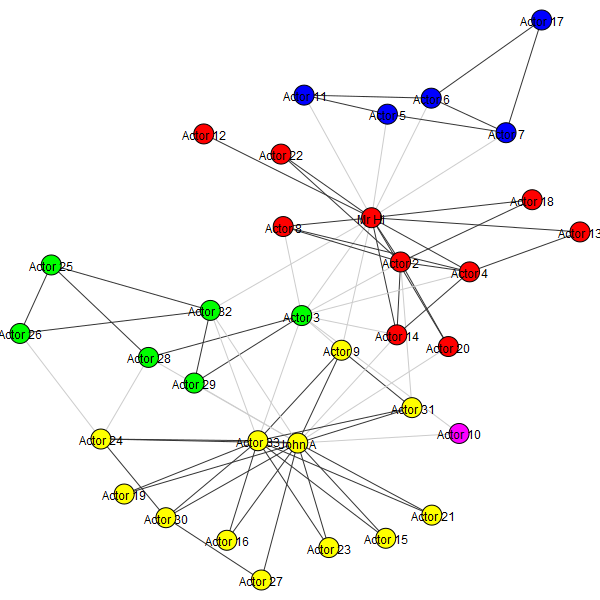 Actor 17
Actor 11
Actor 6
Actor 5
Actor 7
Actor 12
Actor 22
Actor 18
Mr Hi
Actor 8
Actor 13
Actor 2
Actor 25
Actor 4
Actor 32
Actor 3
Actor 26
Actor 14
Actor 20
Actor 9
Actor 28
Actor 29
Actor 31
Actor 10
Actor 24
Actor 33
John A
Actor 19
Actor 30
Actor 21
Actor 16
Actor 15
Actor 23
Actor 27